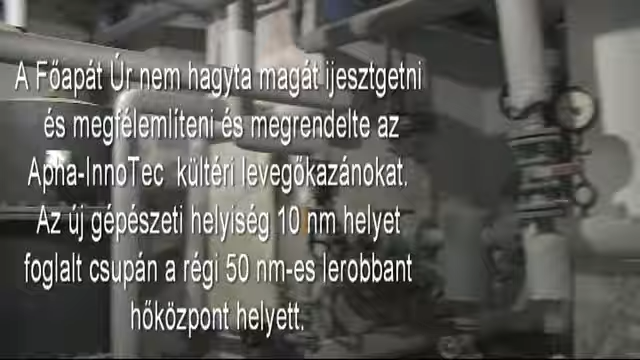 A Főapát Úr nem hagyta magát ijesztgetni
és megfélemlíteni és megrendelte az
Apha-InnoTec kültéri levegőkazánokat.
Az új gépészeti helyiség 10 nm helyet
foglalt csupán a régi 50 nm-es lerobbant
hőközpont helyett.